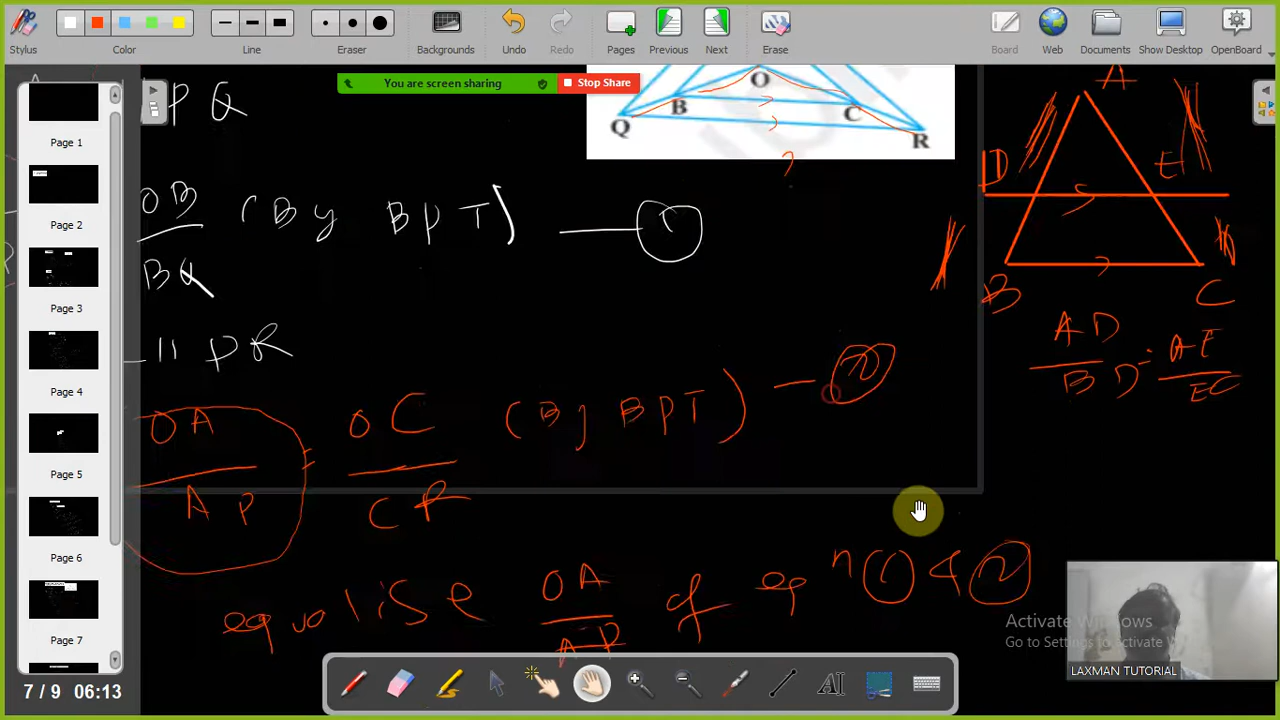 Stylus
Color
Line
Eraser
Backgrounds
Undo
Redo
Pages
Previous
Next
Erase
Board
Web
Documents
Show Desktop
OpenBoard
You are screen sharing
Stop Share
Page 1
Page 2
Page 3
Page 4
Page 5
Page 6
Page 7
7 / 9 06:13
PQ
O
B
C
Q
R
A
D
E
B
C
AD/BD = AE/EC
OB/BQ (By BPT) — 1
|| PR
OA/AP = OC/CR (By BPT) — 2
equalise OA/AP of eqn 1 & 2
Activate Windows
Go to Settings to activate W
LAXMAN TUTORIAL